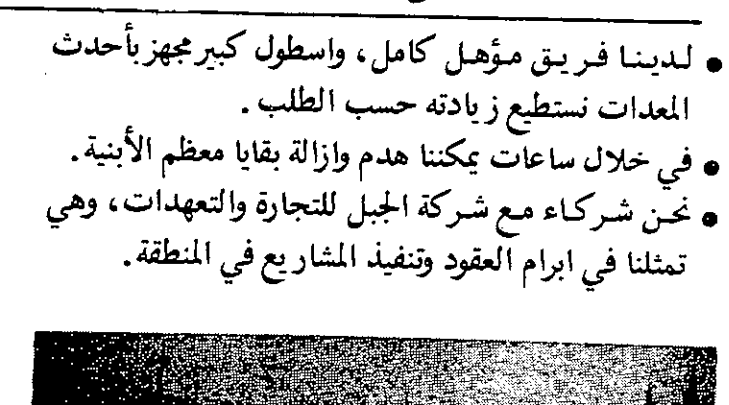 • لدينا فريق مؤهل كامل، واسطول كبير مجهز بأحدث
المعدات نستطيع زيادته حسب الطلب.
• في خلال ساعات يمكننا هدم وازالة بقايا معظم الأبنية.
• نحن شركاء مع شركة الجبل للتجارة والتعهدات، وهي
تمثلنا في ابرام العقود وتنفيذ المشاريع في المنطقة.